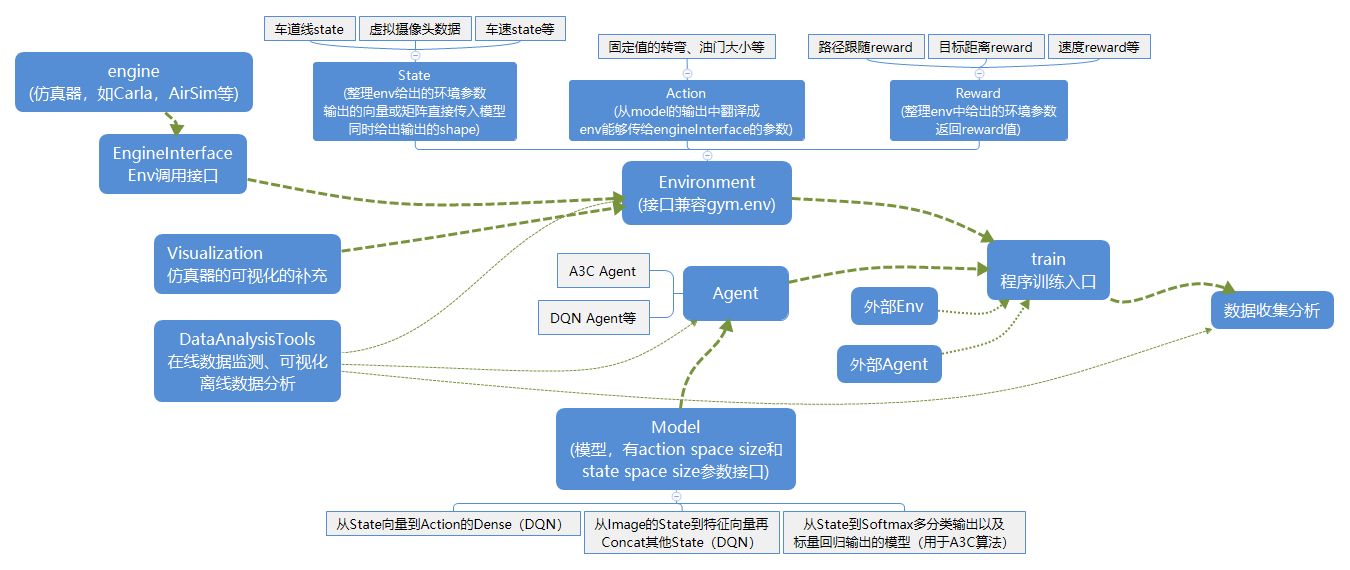 车道线state
虚拟摄像头数据
车速state等
固定值的转弯、油门大小等
路径跟随reward
目标距离reward
速度reward等
engine
(仿真器，如Carla，AirSim等)
State
(整理env给出的环境参数
输出的向量或矩阵直接传入模型
同时给出输出的shape)
Action
(从model的输出中翻译成
env能够传给engineInterface的参数)
Reward
(整理env中给出的环境参数
返回reward值)
EngineInterface
Env调用接口
Environment
(接口兼容gym.env)
Visualization
仿真器的可视化的补充
A3C Agent
DQN Agent等
Agent
train
程序训练入口
外部Env
外部Agent
数据收集分析
DataAnalysisTools
在线数据监测、可视化
离线数据分析
Model
(模型，有action space size和
state space size参数接口)
从State向量到Action的Dense（DQN）
从Image的State到特征向量再
Concat其他State（DQN）
从State到Softmax多分类输出以及
标量回归输出的模型（用于A3C算法）